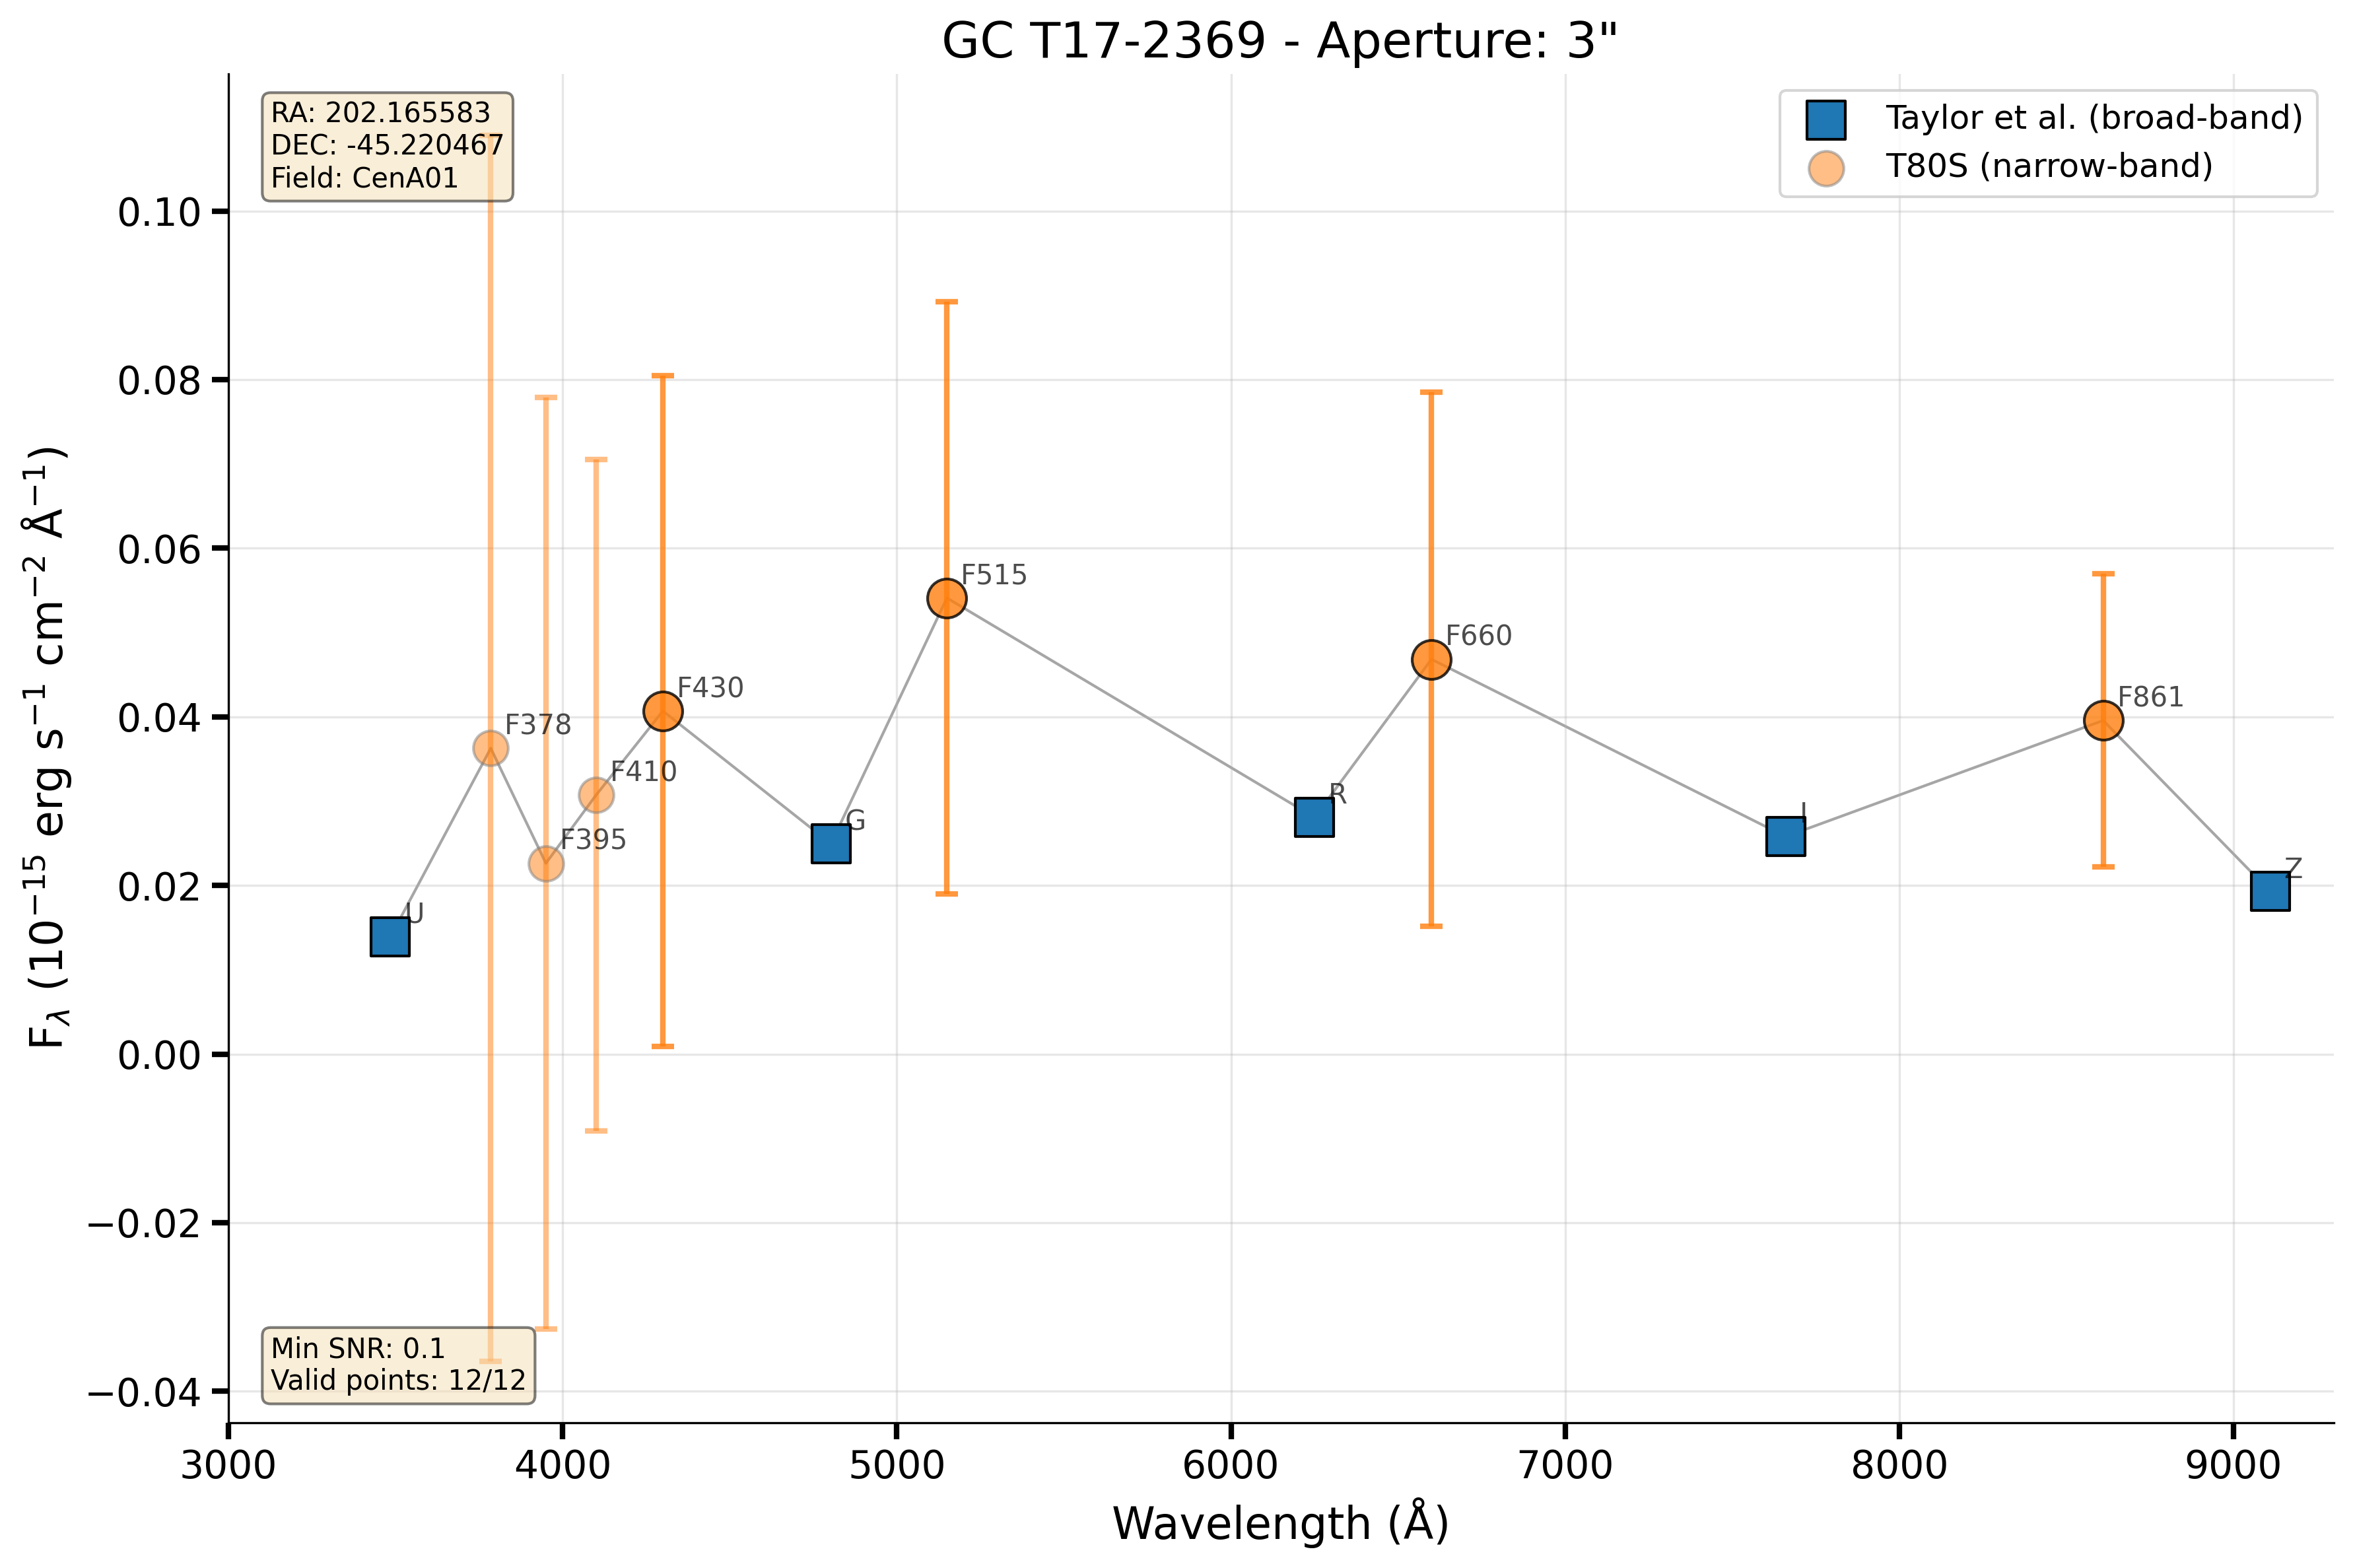 GC T17-2369 - Aperture: 3"
RA: 202.165583
DEC: -45.220467
Field: CenA01
Taylor et al. (broad-band)
T80S (narrow-band)
0.10
0.08
0.06
0.04
0.02
0.00
−0.02
−0.04
F_λ (10⁻¹⁵ erg s⁻¹ cm⁻² Å⁻¹)
U
F378
F395
F410
F430
G
F515
R
F660
I
F861
Z
Min SNR: 0.1
Valid points: 12/12
3000 4000 5000 6000 7000 8000 9000
Wavelength (Å)